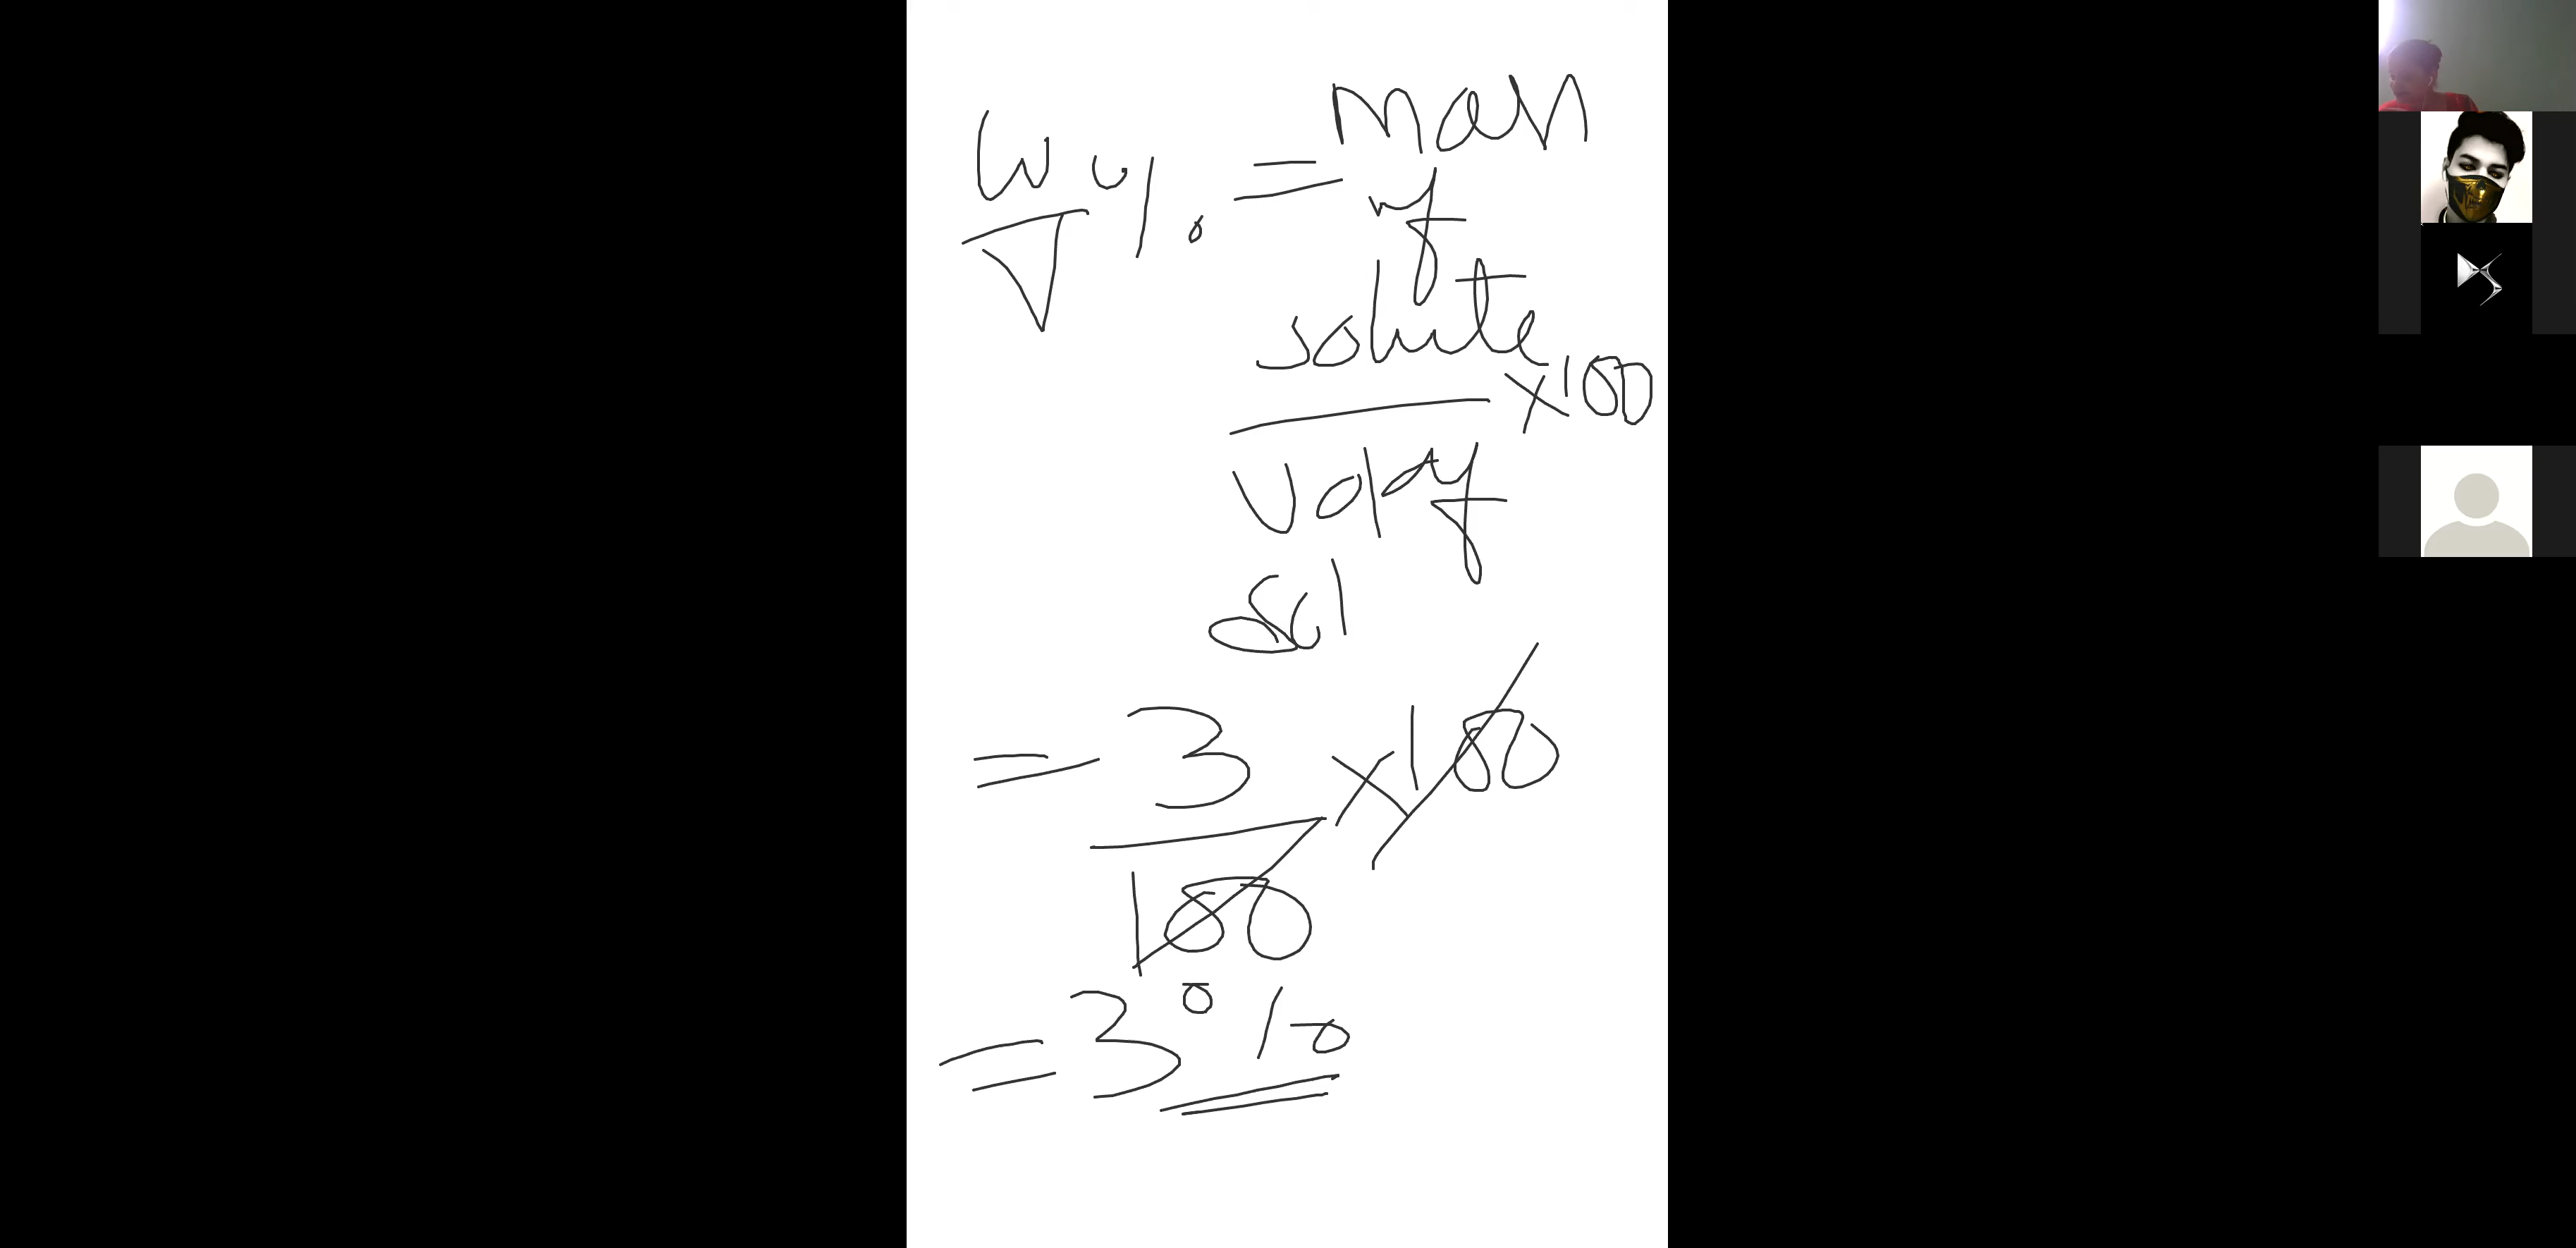 W/V % = Mass
of
solute
× 100
Vol of
Sol
= 3/100 × 100
= 3 %